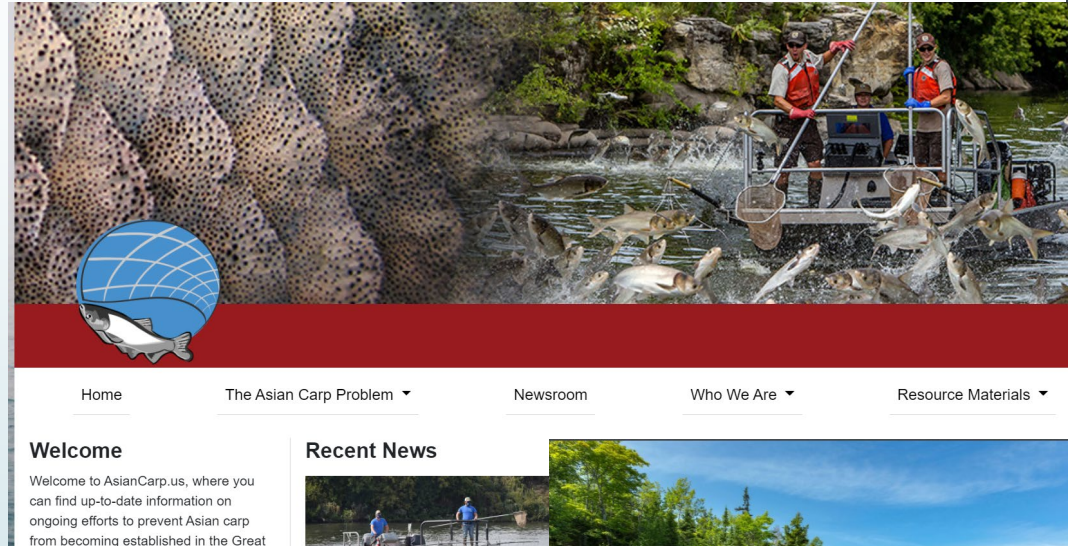 Home
The Asian Carp Problem
Newsroom
Who We Are
Resource Materials
Welcome
Welcome to AsianCarp.us, where you
can find up-to-date information on
ongoing efforts to prevent Asian carp
from becoming established in the Great
Recent News